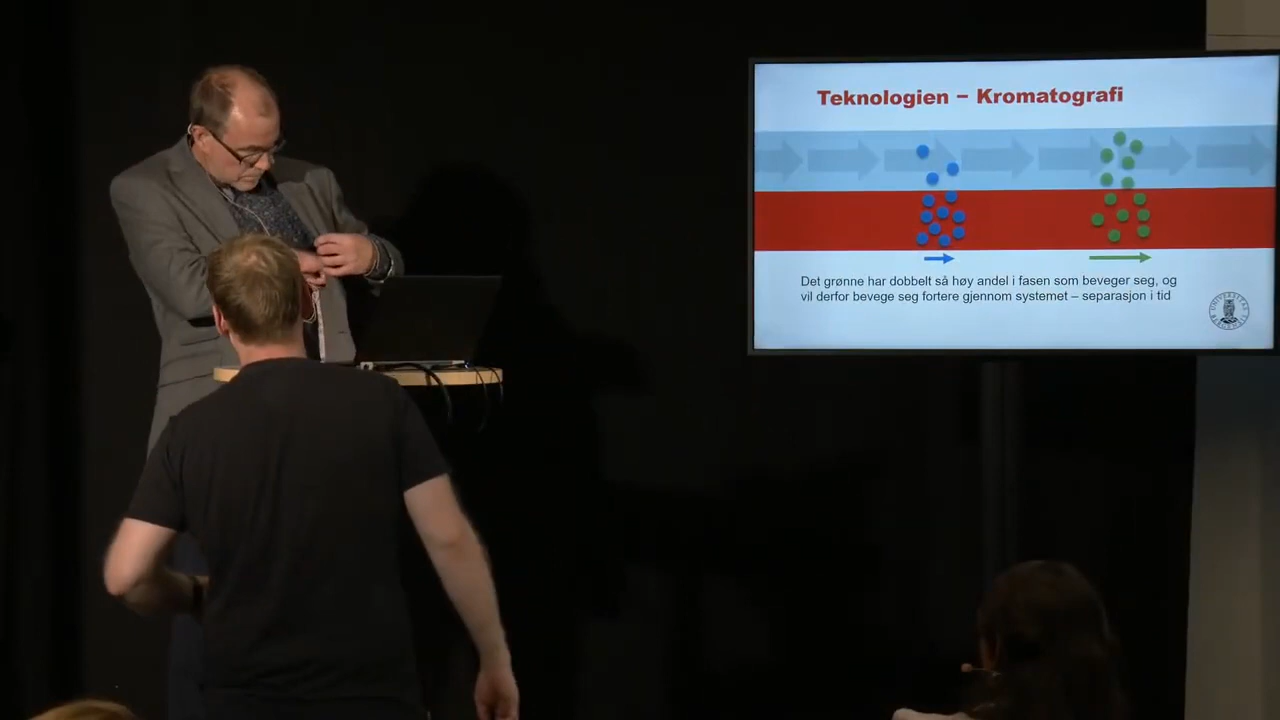 Teknologien – Kromatografi
Det grønne har dobbelt så høy andel i fasen som beveger seg, og
vil derfor bevege seg fortere gjennom systemet – separasjon i tid